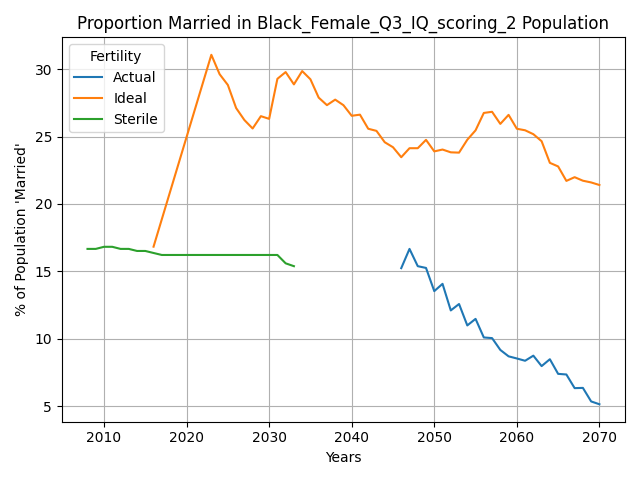 Proportion Married in Black_Female_Q3_IQ_scoring_2 Population
Fertility
Actual
Ideal
Sterile
% of Population 'Married'
30
25
20
15
10
5
2010 2020 2030 2040 2050 2060 2070
Years